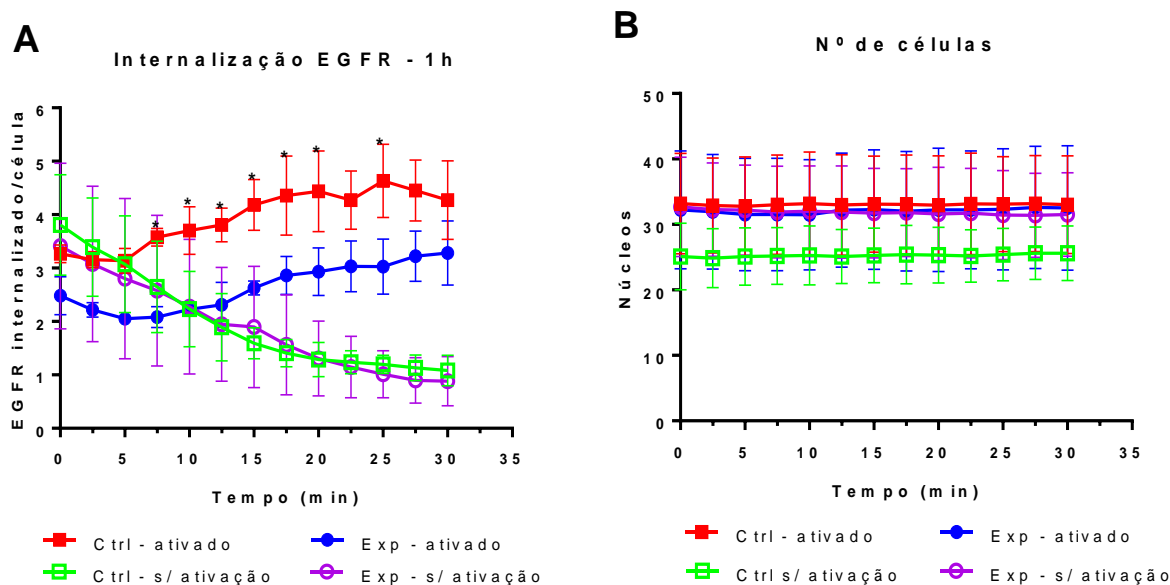 A
Internalização EGFR - 1h
EGFR internalizado/célula
6
5
4
3
2
1
0
* * * * * * *
0 5 10 15 20 25 30 35
Tempo (min)
Ctrl - ativado
Exp - ativado
Ctrl - s/ ativação
Exp - s/ ativação
B
Nº de células
Núcleos
50
40
30
20
10
0
0 5 10 15 20 25 30 35
Tempo (min)
Ctrl - ativado
Exp - ativado
Ctrl s/ ativação
Exp - s/ ativação